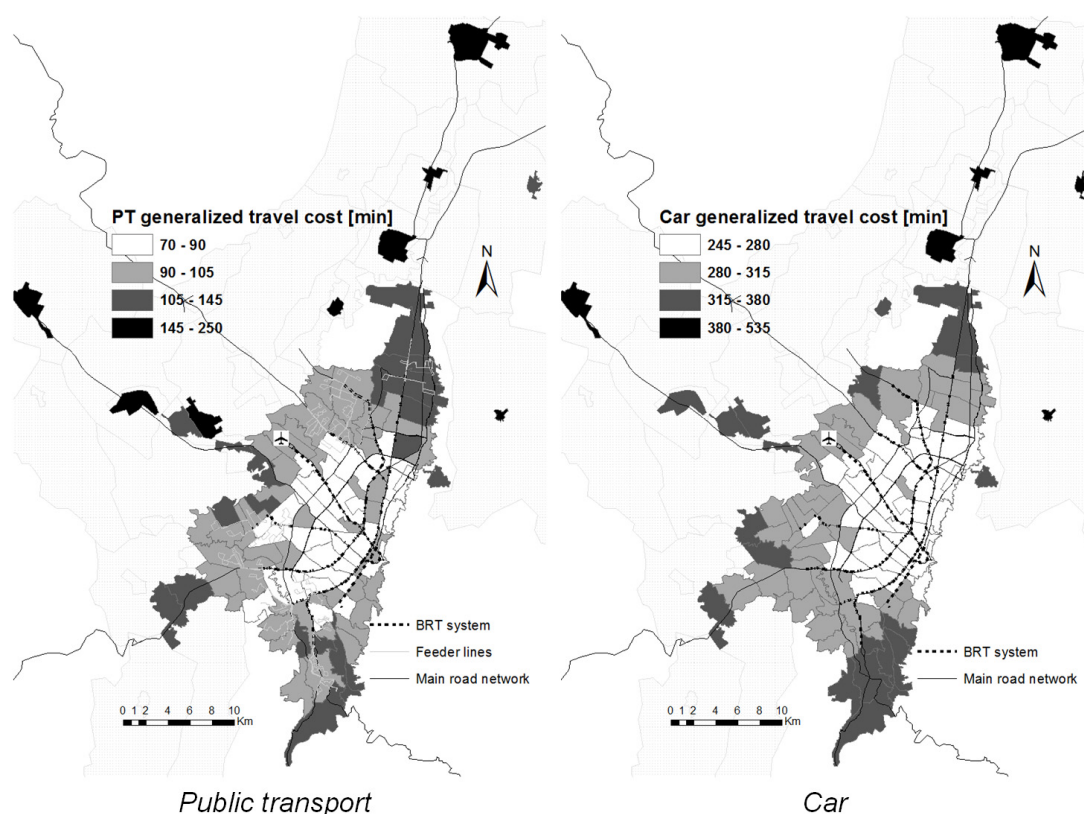 PT generalized travel cost [min]
70 - 90
90 - 105
105 - 145
145 - 250
N
BRT system
Feeder lines
Main road network
0 1 2 4 6 8 10
Km
Public transport
Car generalized travel cost [min]
245 - 280
280 - 315
315 - 380
380 - 535
N
BRT system
Main road network
0 1 2 4 6 8 10
Km
Car